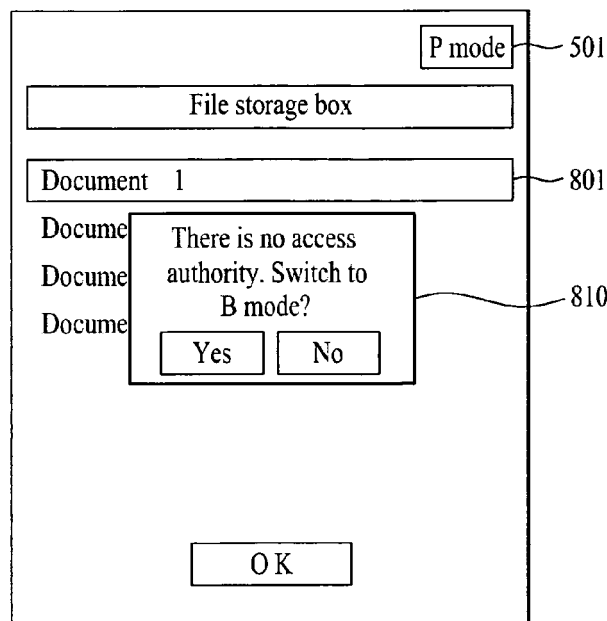 P mode
501
File storage box
Document 1
801
Docume
Docume
Docume
There is no access
authority. Switch to
B mode?
810
Yes No
OK